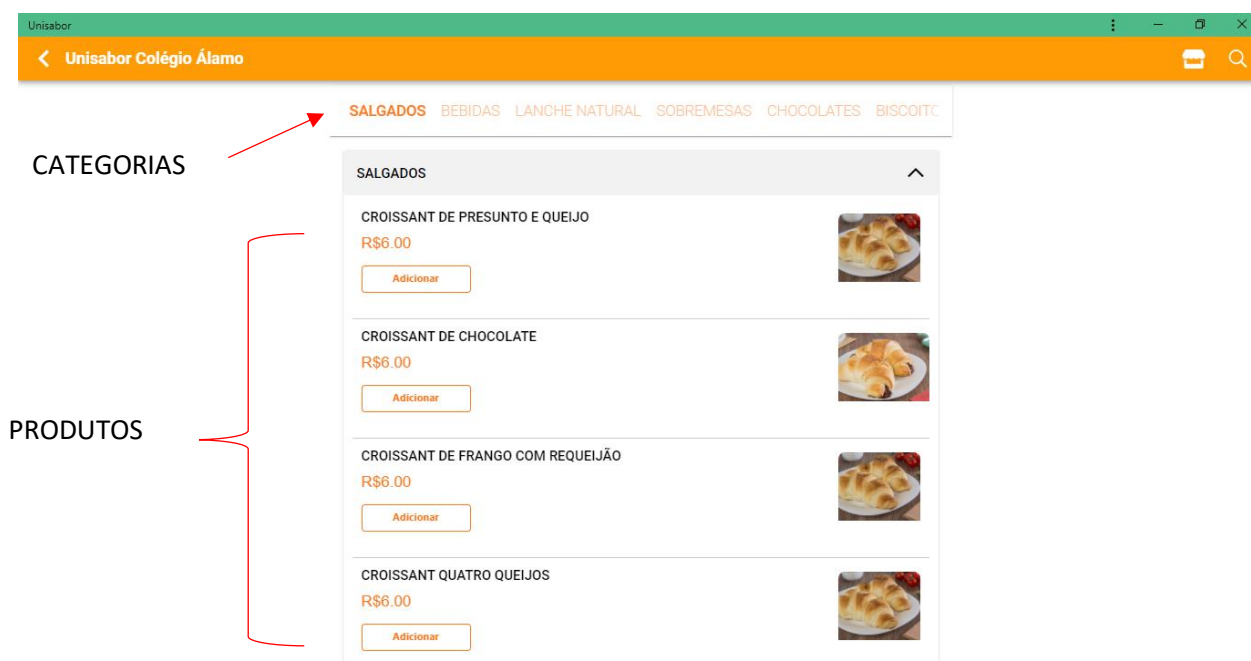 Unisabor
Unisabor Colégio Álamo
SALGADOS BEBIDAS LANCHE NATURAL SOBREMESAS CHOCOLATES BISCOITO
CATEGORIAS
SALGADOS
CROISSANT DE PRESUNTO E QUEIJO
R$6.00
Adicionar
CROISSANT DE CHOCOLATE
R$6.00
Adicionar
PRODUTOS
CROISSANT DE FRANGO COM REQUEIJÃO
R$6.00
Adicionar
CROISSANT QUATRO QUEIJOS
R$6.00
Adicionar